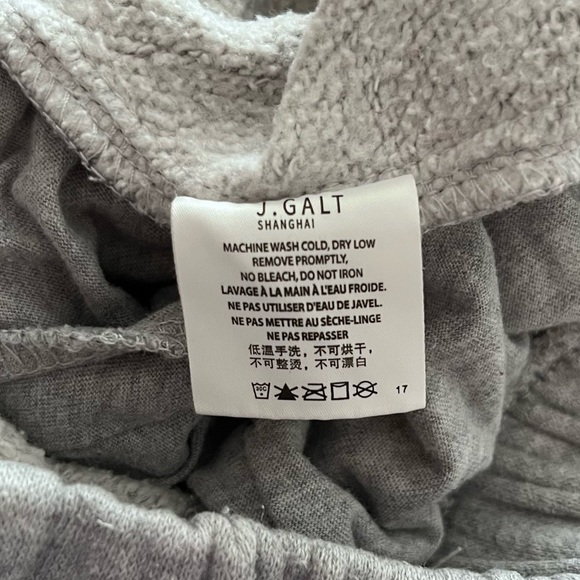 J.GALT
SHANGHAI
MACHINE WASH COLD, DRY LOW
REMOVE PROMPTLY,
NO BLEACH, DO NOT IRON
LAVAGE À LA MAIN À L'EAU FROIDE.
NE PAS UTILISER D'EAU DE JAVEL.
NE PAS METTRE AU SÈCHE-LINGE
NE PAS REPASSER
低温手洗，不可烘干，
不可整烫，不可漂白
30C 17